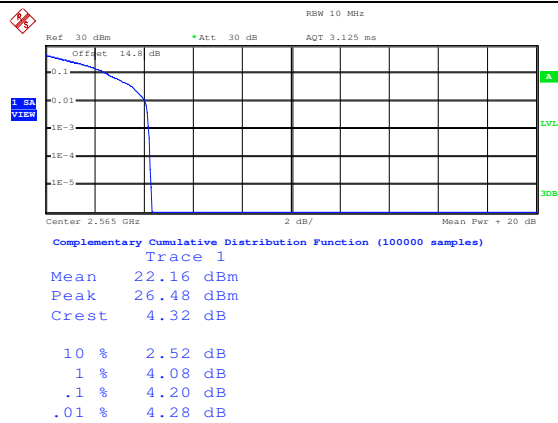 RBW 10 MHz
Ref 30 dBm *Att 30 dB AQT 3.125 ms
Offset 14.8 dB
0.1
A
0.01
1 SA
VIEW
LVL
1E-3
1E-4
1E-5
3DB
Center 2.565 GHz 2 dB/ Mean Pwr + 20 dB
Complementary Cumulative Distribution Function (100000 samples)
Trace 1
Mean 22.16 dBm
Peak 26.48 dBm
Crest 4.32 dB
10 % 2.52 dB
1 % 4.08 dB
.1 % 4.20 dB
.01 % 4.28 dB